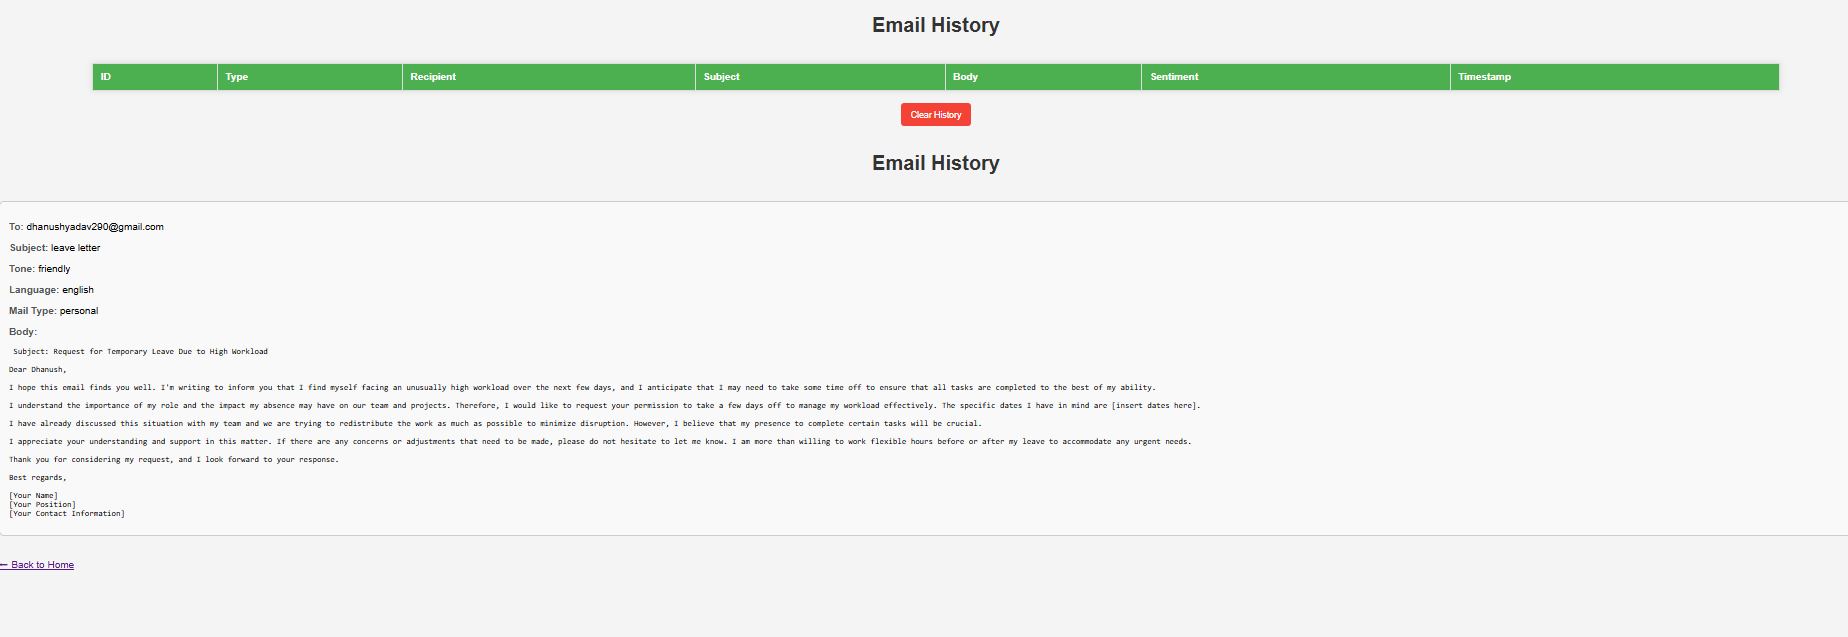 Email History
ID Type Recipient Subject Body Sentiment Timestamp
Clear History
Email History
To: dhanushyadav290@gmail.com
Subject: leave letter
Tone: friendly
Language: english
Mail Type: personal
Body:
Subject: Request for Temporary Leave Due to High Workload
Dear Dhanush,
I hope this email finds you well. I'm writing to inform you that I find myself facing an unusually high workload over the next few days, and I anticipate that I may need to take some time off to ensure that all tasks are completed to the best of my ability.
I understand the importance of my role and the impact my absence may have on our team and projects. Therefore, I would like to request your permission to take a few days off to manage my workload effectively. The specific dates I have in mind are [insert dates here].
I have already discussed this situation with my team and we are trying to redistribute the work as much as possible to minimize disruption. However, I believe that my presence to complete certain tasks will be crucial.
I appreciate your understanding and support in this matter. If there are any concerns or adjustments that need to be made, please do not hesitate to let me know. I am more than willing to work flexible hours before or after my leave to accommodate any urgent needs.
Thank you for considering my request, and I look forward to your response.
Best regards,
[Your Name]
[Your Position]
[Your Contact Information]
← Back to Home